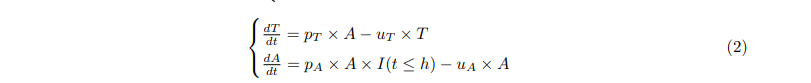 dT/dt = p_T × A − u_T × T
dA/dt = p_A × A × I(t ≤ h) − u_A × A
(2)